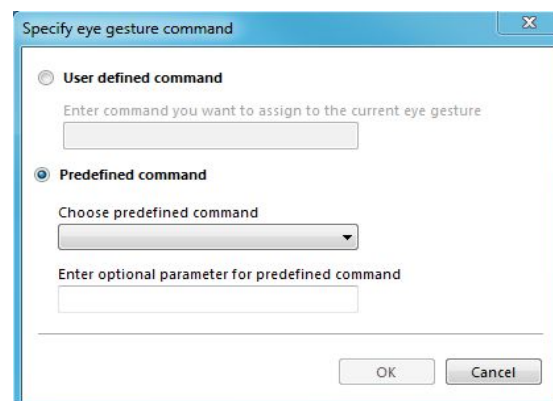 Specify eye gesture command
User defined command
Enter command you want to assign to the current eye gesture
Predefined command
Choose predefined command
Enter optional parameter for predefined command
OK
Cancel